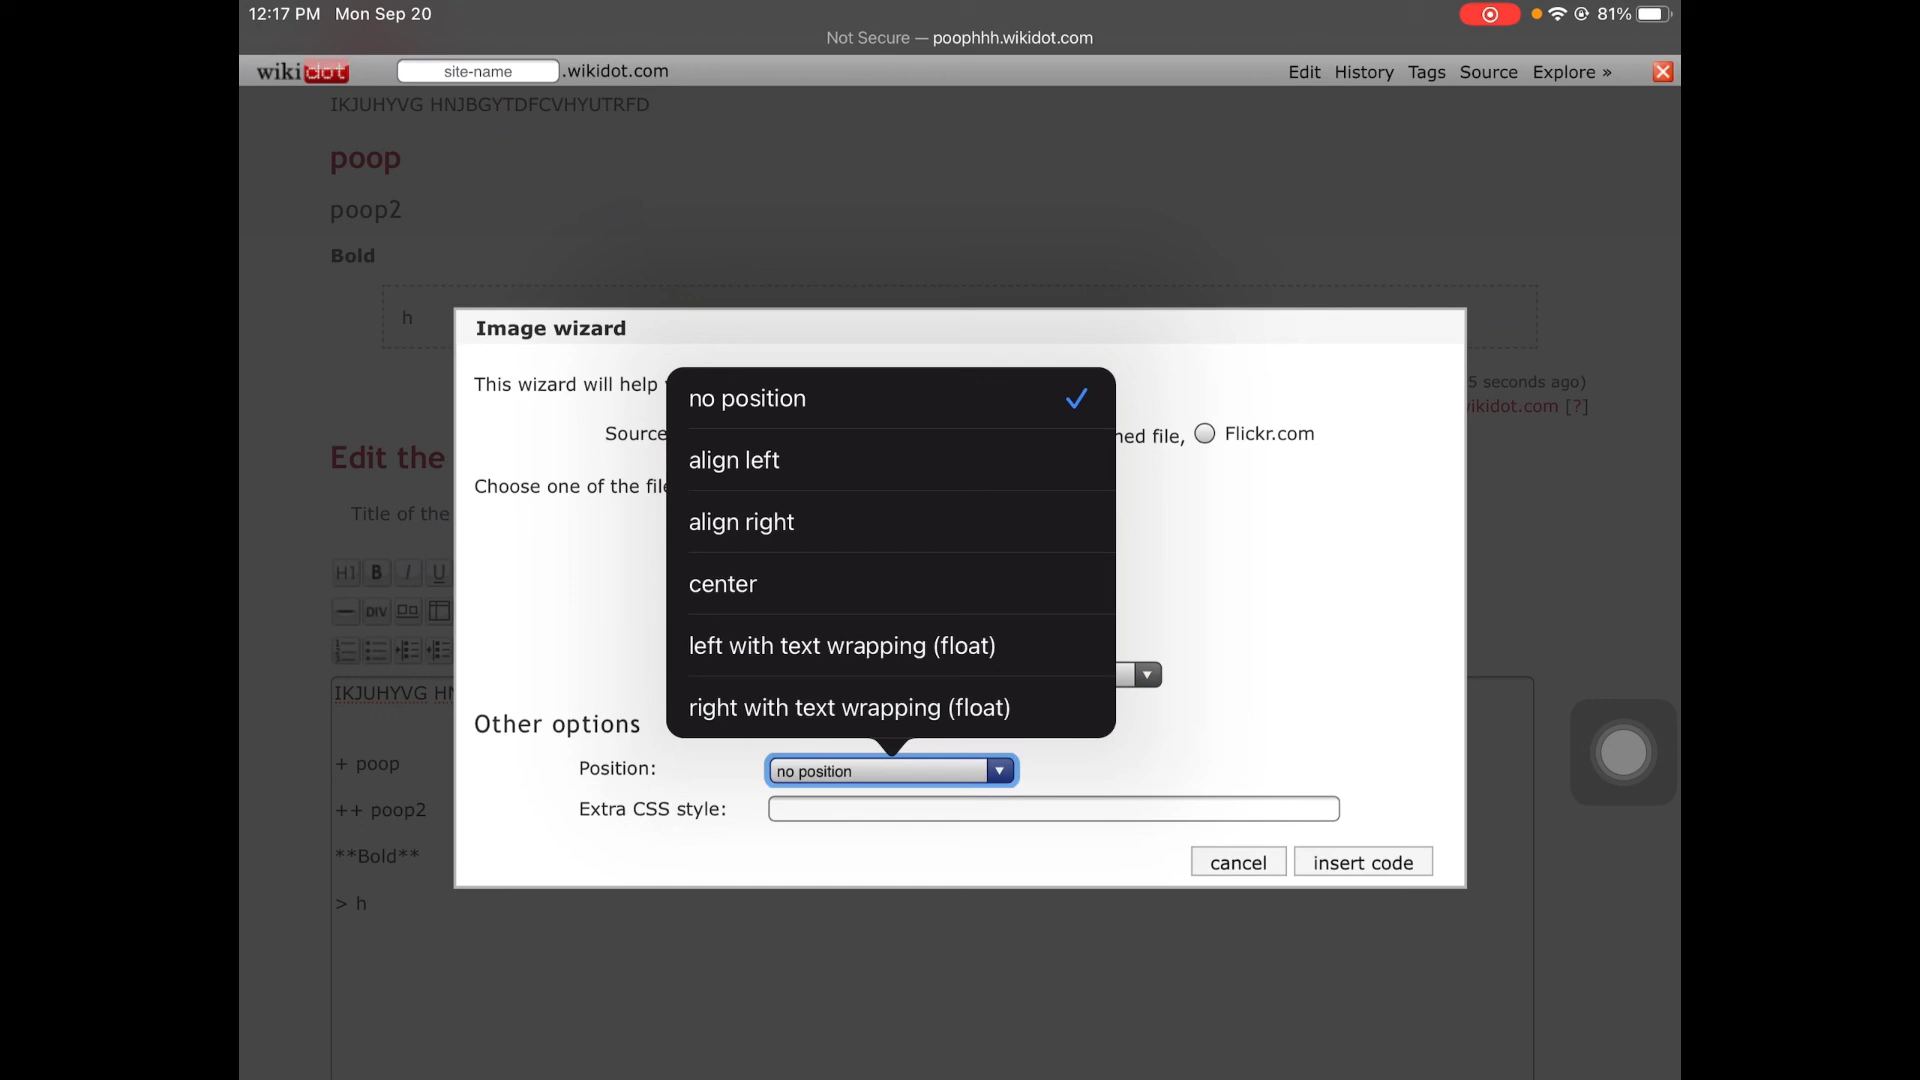 12:17 PM Mon Sep 20
81%
Not Secure — poophhh.wikidot.com
wikidot site-name .wikidot.com Edit History Tags Source Explore »
IKJUHYVG HNJBGYTDFCVHYUTRFD
poop
poop2
Bold
h
Image wizard
This wizard will help
5 seconds ago)
ikidot.com [?]
Source
ned file, Flickr.com
Choose one of the file
no position
align left
align right
center
left with text wrapping (float)
right with text wrapping (float)
Edit the
Title of the
H1 B I U
DIV
IKJUHYVG HN
Other options
+ poop
Position: no position
++ poop2
Extra CSS style:
**Bold**
cancel insert code
> h